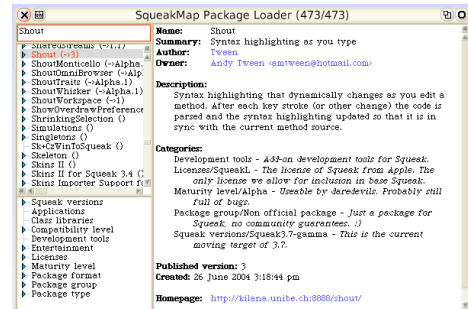 SqueakMap Package Loader (473/473)
Shout
SharedStreams (->1.1)
Shout (->3)
ShoutMonticello (->Alpha.1)
ShoutOmniBrowser (->Alp
ShoutTraits (->Alpha.1)
ShoutWhisker (->Alpha.1)
ShoutWorkspace (->1)
ShowOverdrawPreference
ShrinkingSelection ()
Simulations ()
Singletons ()
Sk+CzWinToSqueak ()
Skeleton ()
Skins II ()
Skins II for Squeak 3.4 (
Skins Importer Support f
Squeak versions
Applications
Class libraries
Compatibility level
Development tools
Entertainment
Licenses
Maturity level
Package format
Package group
Package type
Name: Shout
Summary: Syntax highlighting as you type
Author: Tween
Owner: Andy Tween <amtween@hotmail.com>
Description:
Syntax highlighting that dynamically changes as you edit a
method. After each key stroke (or other change) the code is
parsed and the syntax highlighting updated so that it is in
sync with the current method source.
Categories:
Development tools - Add-on development tools for Squeak.
Licenses/SqueakL - The license of Squeak from Apple. The
only license we allow for inclusion in base Squeak.
Maturity level/Alpha - Useable by daredevils. Probably still
full of bugs.
Package group/Non official package - Just a package for
Squeak, no community guarantees. :)
Squeak versions/Squeak3.7-gamma - This is the current
moving target of 3.7.
Published version: 3
Created: 26 June 2004 3:18:44 pm
Homepage: http://kilana.unibe.ch:8888/shout/